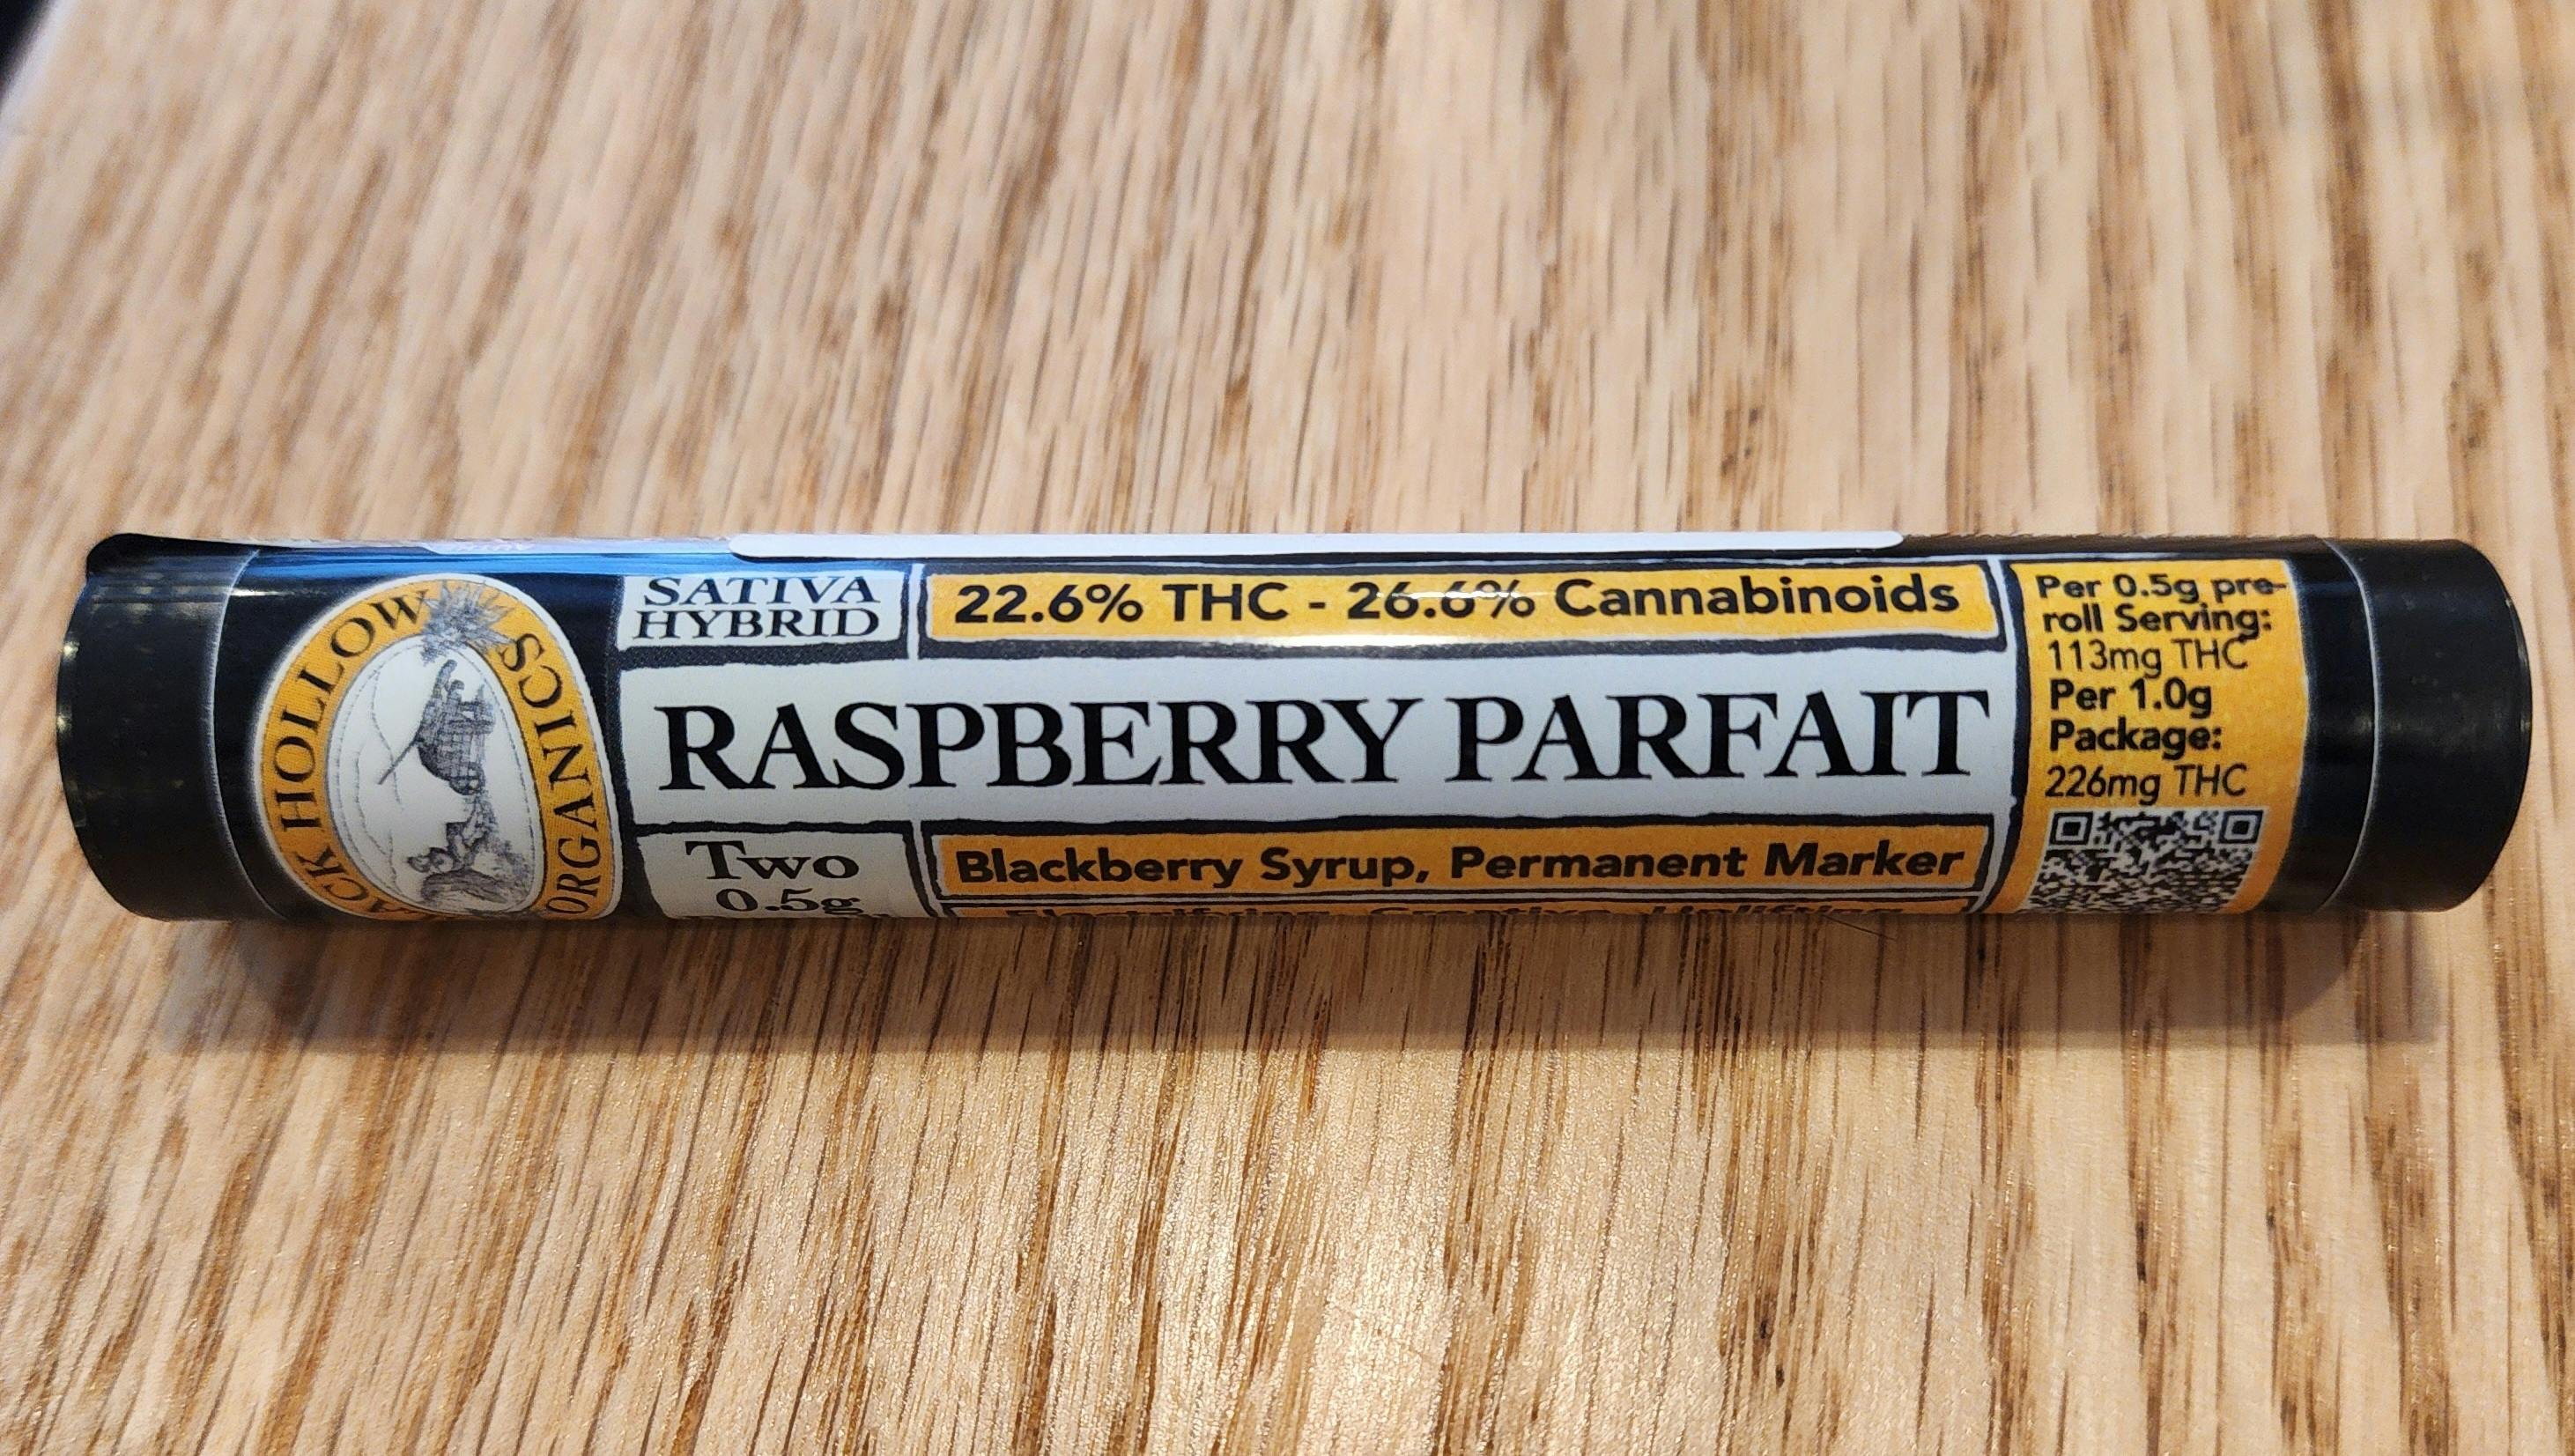 ACK HOLLOW ORGANICS
SATIVA
HYBRID
22.6% THC - 26.6% Cannabinoids
RASPBERRY PARFAIT
Two
0.5g
Blackberry Syrup, Permanent Marker
Per 0.5g pre-
roll Serving:
113mg THC
Per 1.0g
Package:
226mg THC